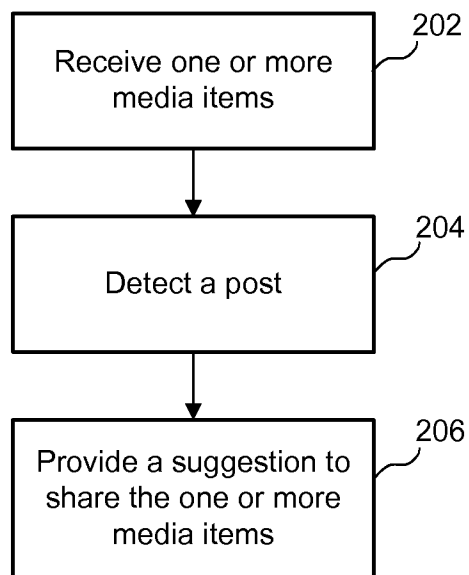 202
Receive one or more
media items
204
Detect a post
206
Provide a suggestion to
share the one or more
media items